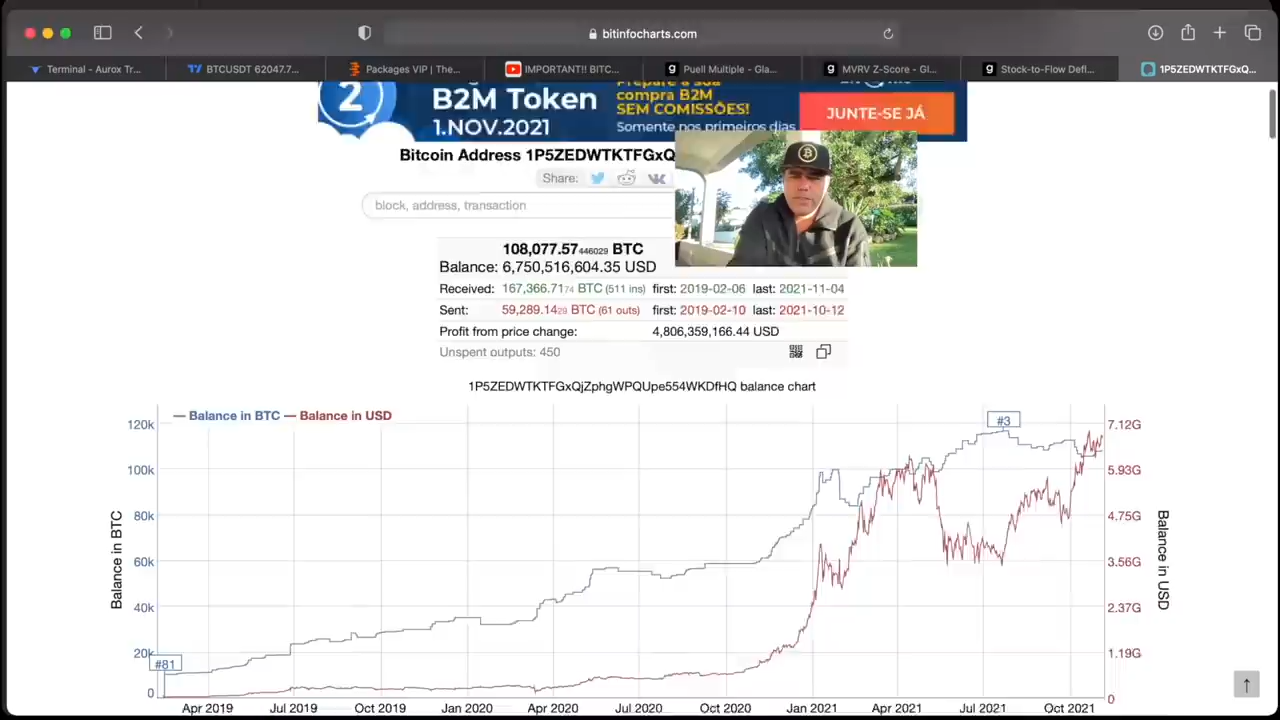 bitinfocharts.com
Terminal - Aurox Tr...
BTCUSDT 62047.7...
Packages VIP | The...
IMPORTANT!! BITC...
Puell Multiple - Gla...
MVRV Z-Score - Gl...
Stock-to-Flow Defl...
1P5ZEDWTKTFGxQ...
2
B2M Token
1.NOV.2021
Prepare a sua
compra B2M
SEM COMISSÕES!
Somente nos primeiros dias
JUNTE-SE JÁ
Bitcoin Address 1P5ZEDWTKTFGxQ
Share:
block, address, transaction
108,077.57446029 BTC
Balance: 6,750,516,604.35 USD
Received: 167,366.7174 BTC (511 ins) first: 2019-02-06 last: 2021-11-04
Sent: 59,289.1429 BTC (61 outs) first: 2019-02-10 last: 2021-10-12
Profit from price change: 4,806,359,166.44 USD
Unspent outputs: 450
1P5ZEDWTKTFGxQjZphgWPQUpe554WKDfHQ balance chart
Balance in BTC Balance in USD
#3
#81
120k
100k
80k
60k
40k
20k
0
Balance in BTC
7.12G
5.93G
4.75G
3.56G
2.37G
1.19G
0
Balance in USD
Apr 2019 Jul 2019 Oct 2019 Jan 2020 Apr 2020 Jul 2020 Oct 2020 Jan 2021 Apr 2021 Jul 2021 Oct 2021